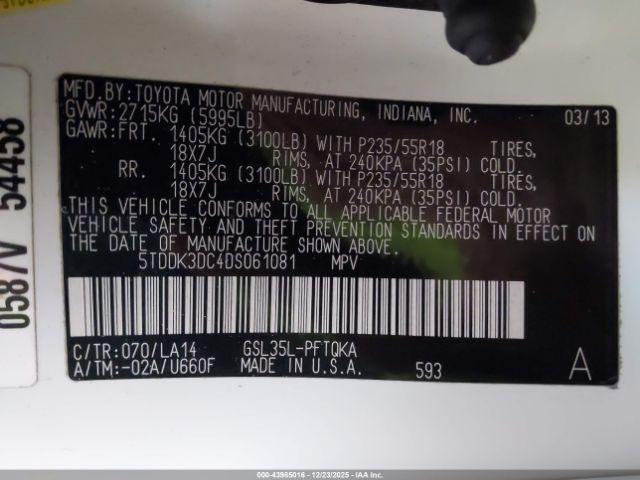 MFD.BY:TOYOTA MOTOR MANUFACTURING, INDIANA, INC. 03/13
GVWR:2715KG (5995LB)
GAWR:FRT. 1405KG (3100LB) WITH P235/55R18 TIRES,
18X7J RIMS, AT 240KPA (35PSI) COLD.
RR. 1405KG (3100LB) WITH P235/55R18 TIRES,
18X7J RIMS, AT 240KPA (35PSI) COLD.
THIS VEHICLE CONFORMS TO ALL APPLICABLE FEDERAL MOTOR
VEHICLE SAFETY AND THEFT PREVENTION STANDARDS IN EFFECT ON
THE DATE OF MANUFACTURE SHOWN ABOVE.
5TDDK3DC4DS061081 MPV
C/TR:070/LA14 GSL35L-PFTQKA
A/TM:-02A/U660F MADE IN U.S.A. 593 A
0587V 54458
000-43965016 - 12/23/2025 - IAAI.com